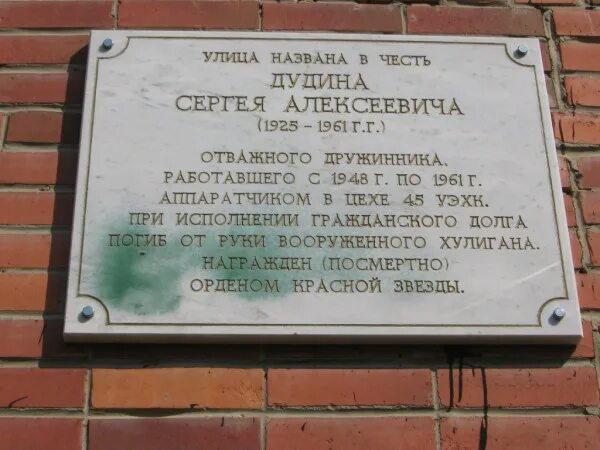 УЛИЦА НАЗВАНА В ЧЕСТЬ
ДУДИНА
СЕРГЕЯ АЛЕКСЕЕВИЧА
(1925 - 1961 Г.Г.)
ОТВАЖНОГО ДРУЖИННИКА,
РАБОТАВШЕГО С 1948 Г. ПО 1961 Г.
АППАРАТЧИКОМ В ЦЕХЕ 45 УЭХК.
ПРИ ИСПОЛНЕНИИ ГРАЖДАНСКОГО ДОЛГА
ПОГИБ ОТ РУКИ ВООРУЖЕННОГО ХУЛИГАНА.
НАГРАЖДЕН (ПОСМЕРТНО)
ОРДЕНОМ КРАСНОЙ ЗВЕЗДЫ.